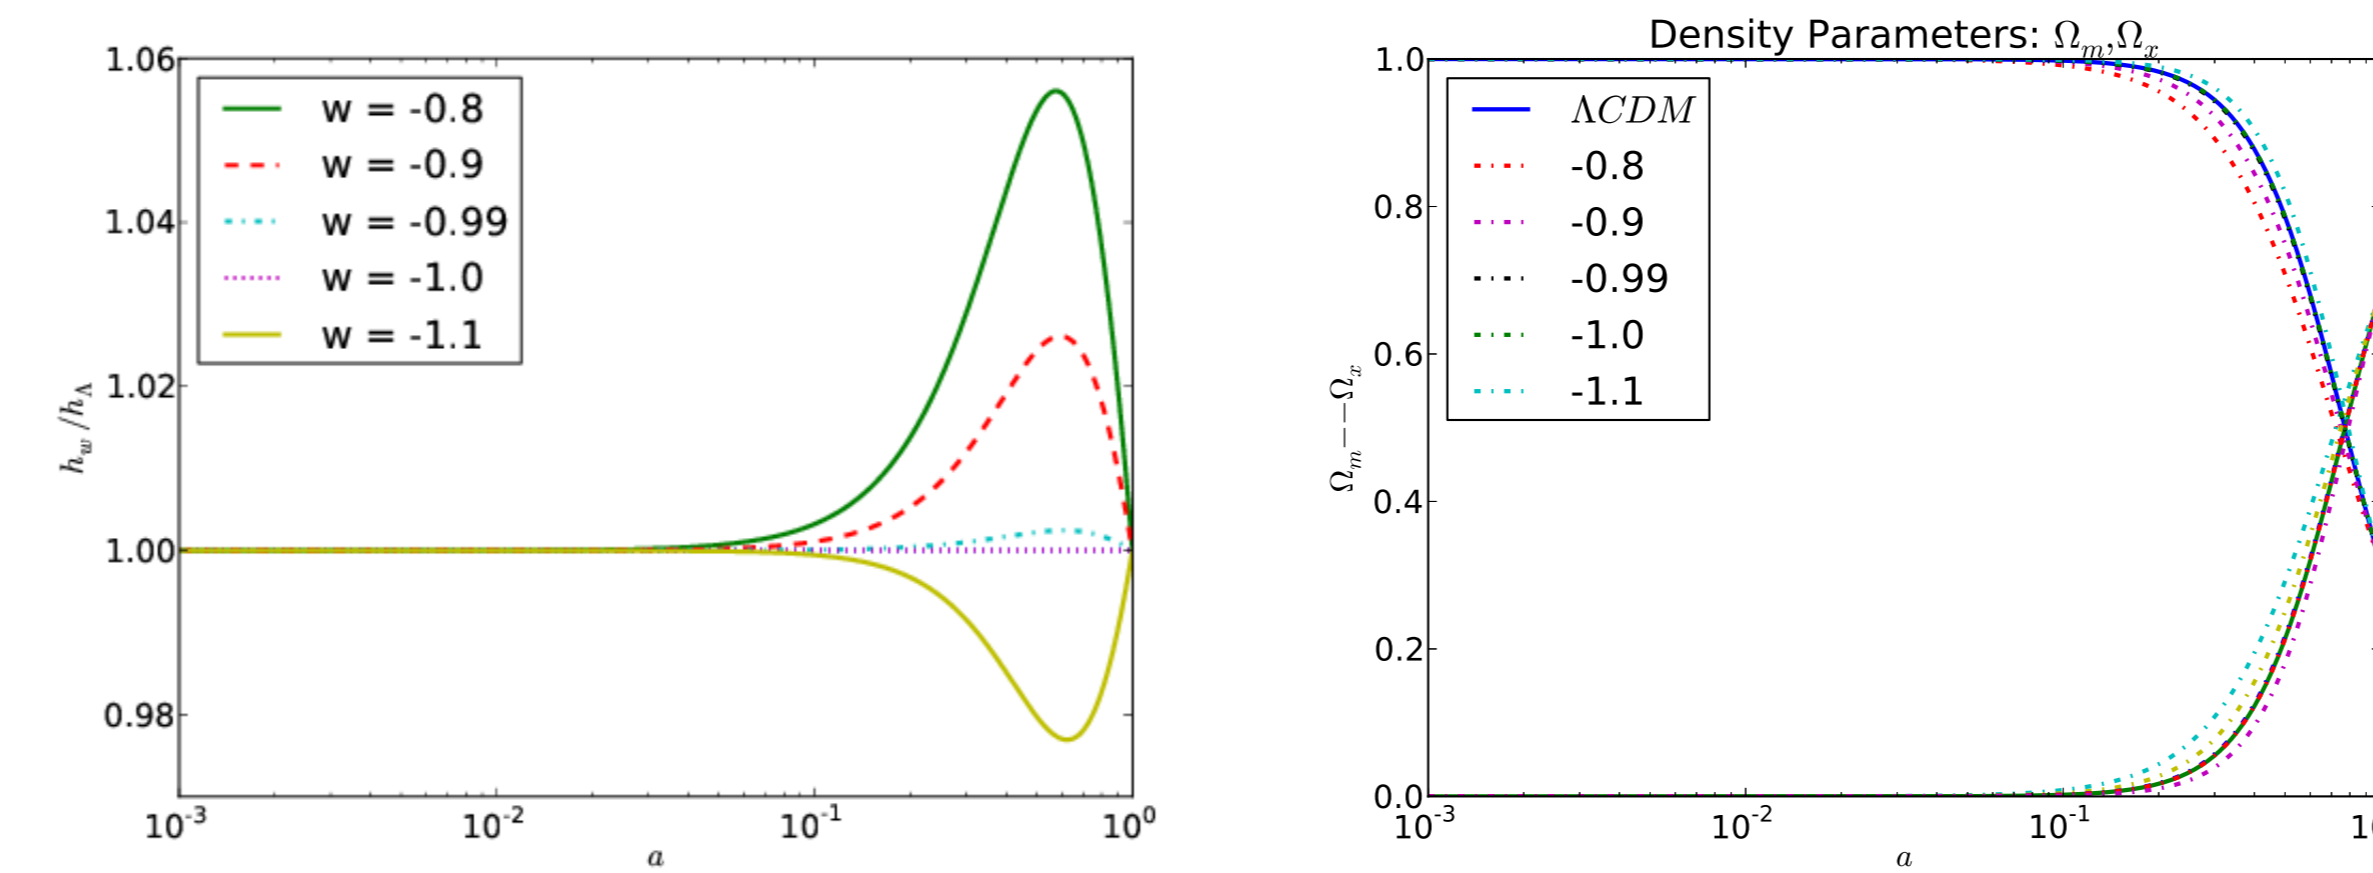 1.06
1.04
1.02
1.00
0.98
h_w/h_Λ
w = -0.8
w = -0.9
w = -0.99
w = -1.0
w = -1.1
10⁻³ 10⁻² 10⁻¹ 10⁰
a
Density Parameters: Ω_m,Ω_x
1.0
0.8
0.6
0.4
0.2
0.0
Ω_m−−Ω_x
ΛCDM
-0.8
-0.9
-0.99
-1.0
-1.1
10⁻³ 10⁻² 10⁻¹
a